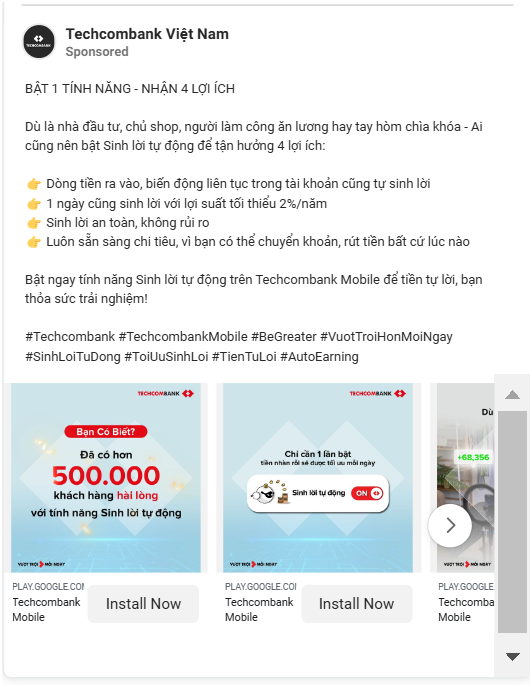 Techcombank Việt Nam
Sponsored
BẬT 1 TÍNH NĂNG - NHẬN 4 LỢI ÍCH
Dù là nhà đầu tư, chủ shop, người làm công ăn lương hay tay hòm chìa khóa - Ai
cũng nên bật Sinh lời tự động để tận hưởng 4 lợi ích:
👉 Dòng tiền ra vào, biến động liên tục trong tài khoản cũng tự sinh lời
👉 1 ngày cũng sinh lời với lợi suất tối thiểu 2%/năm
👉 Sinh lời an toàn, không rủi ro
👉 Luôn sẵn sàng chi tiêu, vì bạn có thể chuyển khoản, rút tiền bất cứ lúc nào
Bật ngay tính năng Sinh lời tự động trên Techcombank Mobile để tiền tự lời, bạn
thỏa sức trải nghiệm!
#Techcombank #TechcombankMobile #BeGreater #VuotTroiHonMoiNgay
#SinhLoiTuDong #ToiUuSinhLoi #TienTuLoi #AutoEarning
TECHCOMBANK
Bạn Có Biết?
Đã có hơn
500.000
khách hàng hài lòng
với tính năng Sinh lời tự động
VƯỢT TRỘI MỖI NGÀY
TECHCOMBANK
Chỉ cần 1 lần bật
tiền nhàn rỗi sẽ được tối ưu mỗi ngày
Sinh lời tự động ON
VƯỢT TRỘI MỖI NGÀY
Dù
+68,356
VƯỢT TRỘI MỖI NGÀY
PLAY.GOOGLE.COM
Techcombank
Mobile
Install Now
PLAY.GOOGLE.COM
Techcombank
Mobile
Install Now
PLAY.GOOGLE.
Techcomba
Mobile